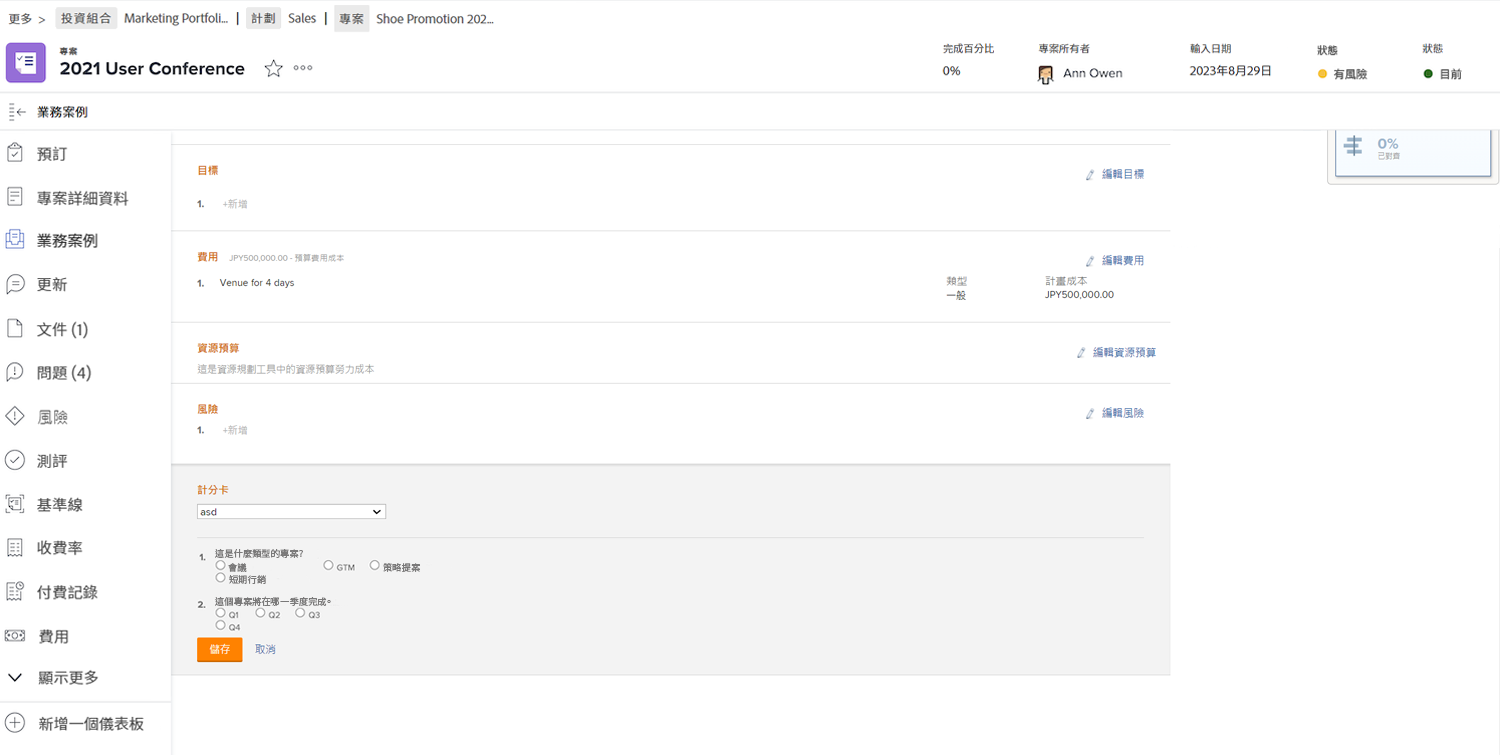 更多 > 投資組合 Marketing Portfoli... | 計劃 Sales | 專案 Shoe Promotion 202...
專案
2021 User Conference
完成百分比
0%
專案所有者
Ann Owen
輸入日期
2023年8月29日
狀態
有風險
狀態
目前
業務案例
預訂
專案詳細資料
業務案例
更新
文件 (1)
問題 (4)
風險
測評
基準線
收費率
付費記錄
費用
顯示更多
新增一個儀表板
0%
已對齊
目標
編輯目標
1. +新增
費用 JPY500,000.00 - 預算費用成本
編輯費用
1. Venue for 4 days
類型
一般
計畫成本
JPY500,000.00
資源預算
編輯資源預算
這是資源規劃工具中的資源預算勞力成本
風險
編輯風險
1. +新增
計分卡
asd
1. 這是什麼類型的專案?
會議 GTM 策略提案
短期行銷
2. 這個專案將在哪一季度完成。
Q1 Q2 Q3
Q4
儲存 取消